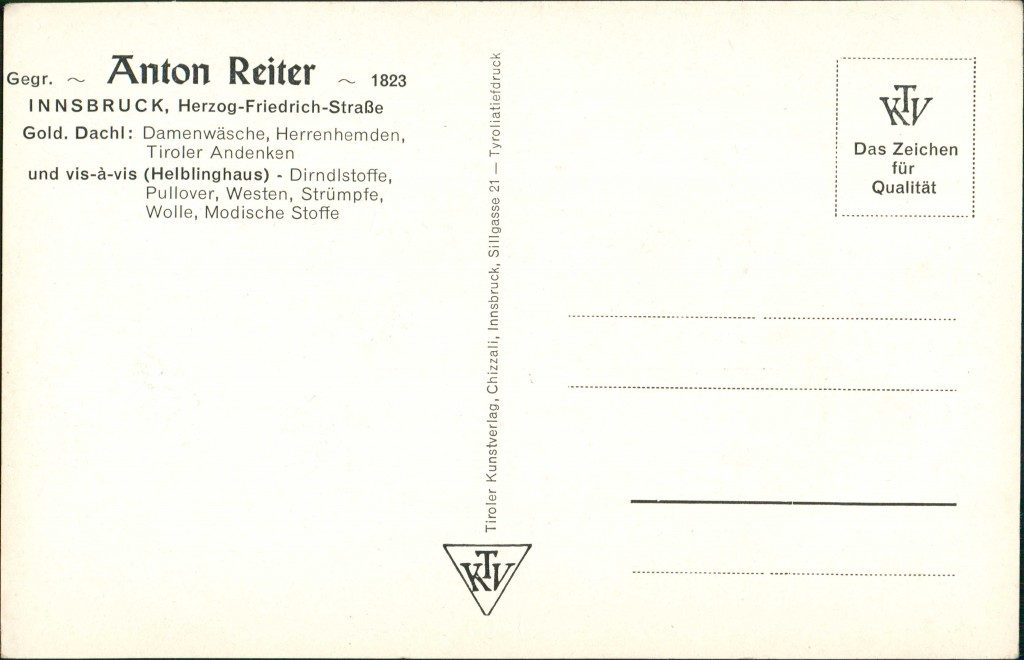 Gegr. ~ Anton Reiter ~ 1823
INNSBRUCK, Herzog-Friedrich-Straße
Gold. Dachl: Damenwäsche, Herrenhemden,
Tiroler Andenken
und vis-à-vis (Helblinghaus) - Dirndlstoffe,
Pullover, Westen, Strümpfe,
Wolle, Modische Stoffe
Tiroler Kunstverlag, Chizzali, Innsbruck, Sillgasse 21 — Tyroliatiefdruck
KTV
KTV
Das Zeichen
für
Qualität